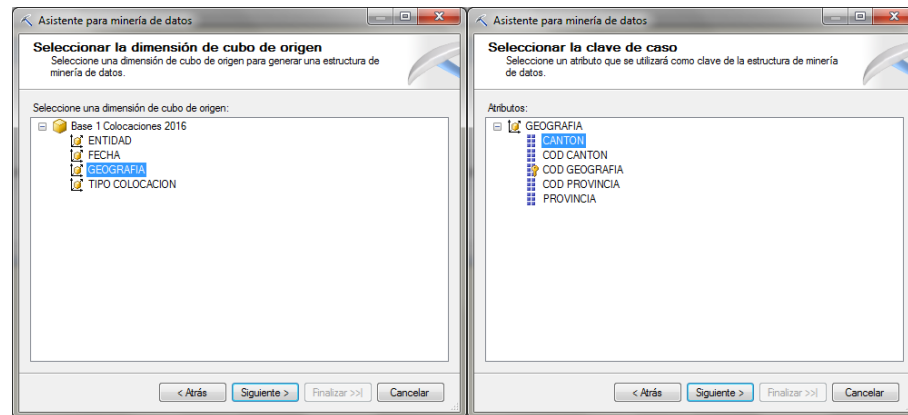 Asistente para minería de datos
Seleccionar la dimensión de cubo de origen
Seleccione una dimensión de cubo de origen para generar una estructura de
minería de datos.
Seleccione una dimensión de cubo de origen:
Base 1 Colocaciones 2016
ENTIDAD
FECHA
GEOGRAFIA
TIPO COLOCACION
< Atrás
Siguiente >
Finalizar >>|
Cancelar
Asistente para minería de datos
Seleccionar la clave de caso
Seleccione un atributo que se utilizará como clave de la estructura de minería
de datos.
Atributos:
GEOGRAFIA
CANTON
COD CANTON
COD GEOGRAFIA
COD PROVINCIA
PROVINCIA
< Atrás
Siguiente >
Finalizar >>|
Cancelar